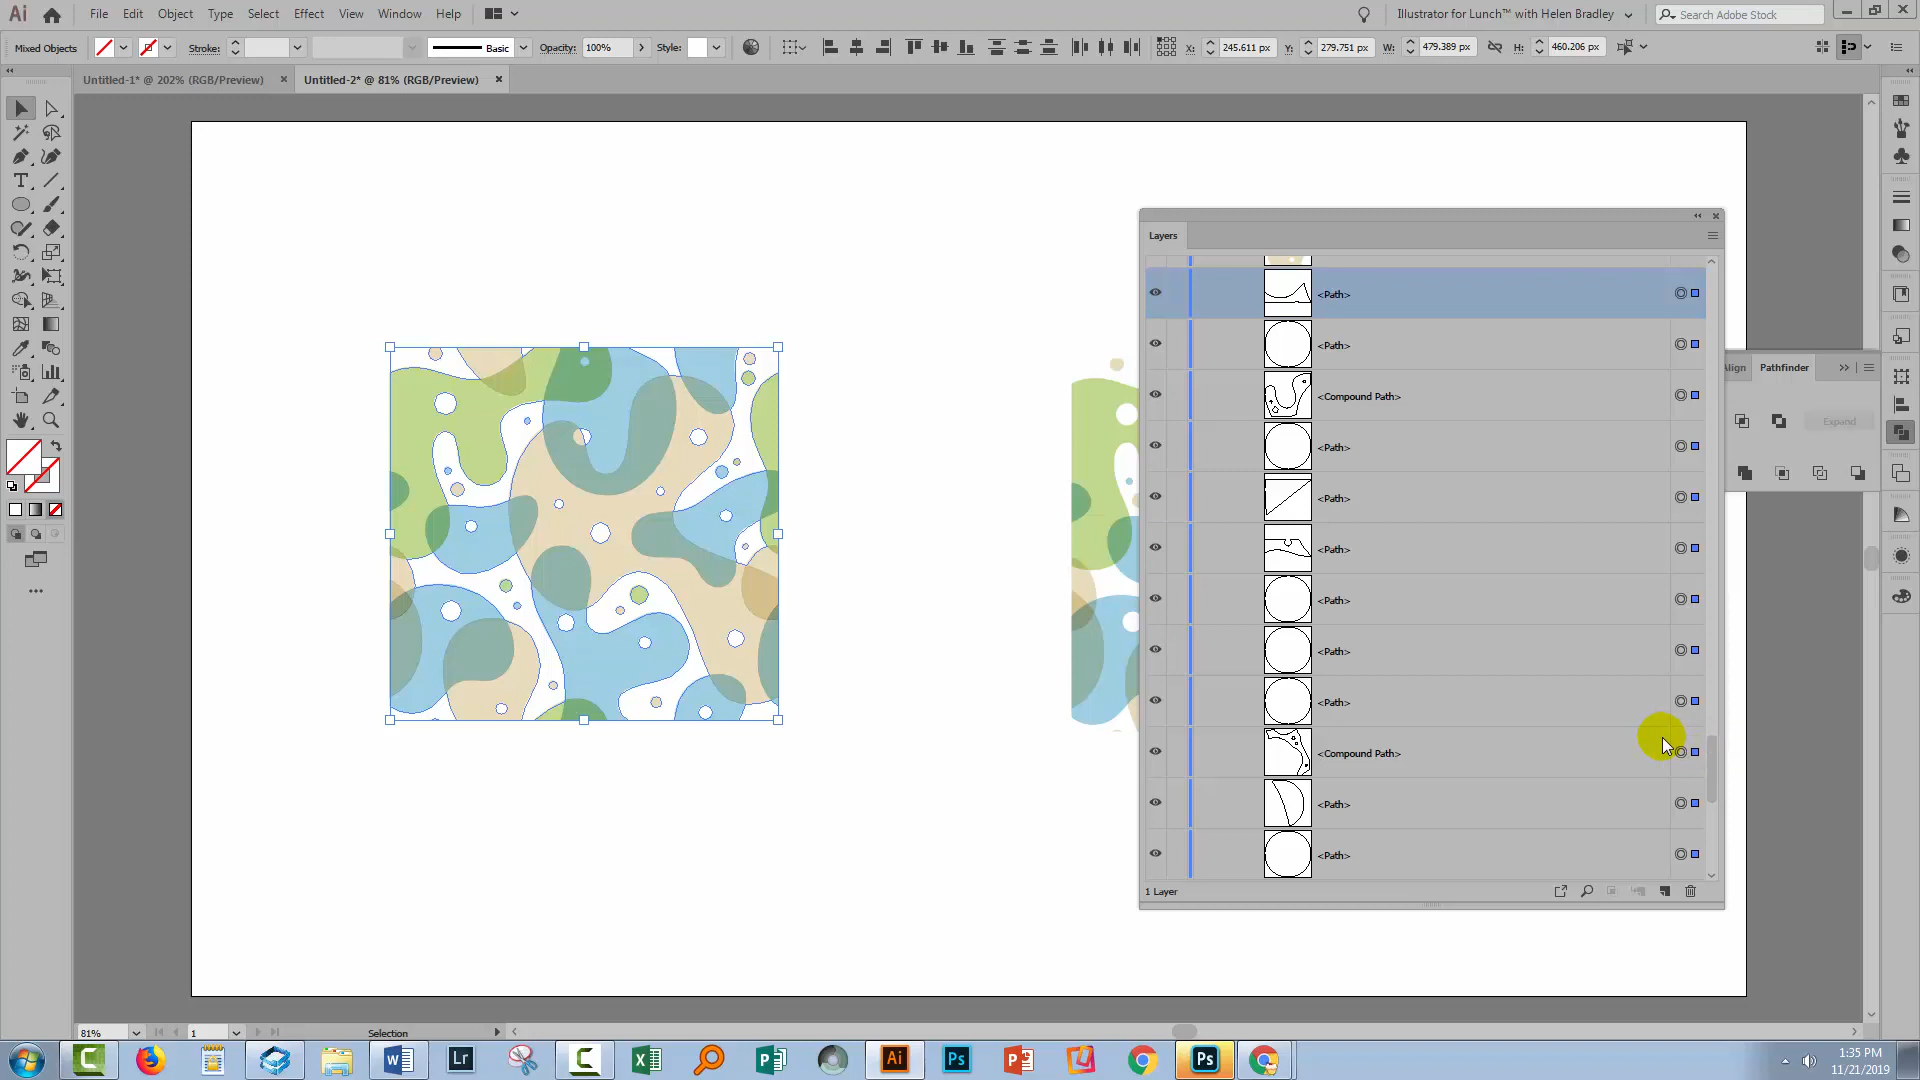 Ai File Edit Object Type Select Effect View Window Help Illustrator for Lunch™ with Helen Bradley Search Adobe Stock
Mixed Objects Stroke: Basic Opacity: 100% Style: X: 245.611 px Y: 279.751 px W: 479.389 px H: 460.206 px
Untitled-1* @ 202% (RGB/Preview) Untitled-2* @ 81% (RGB/Preview)
Layers
<Path>
<Path>
Align Pathfinder
<Compound Path>
Expand
<Path>
<Path>
<Path>
<Path>
<Path>
<Path>
<Compound Path>
<Path>
<Path>
1 Layer
81% 1 Selection
W Lr C X P Ai Ps P Ps
1:35 PM
11/21/2019